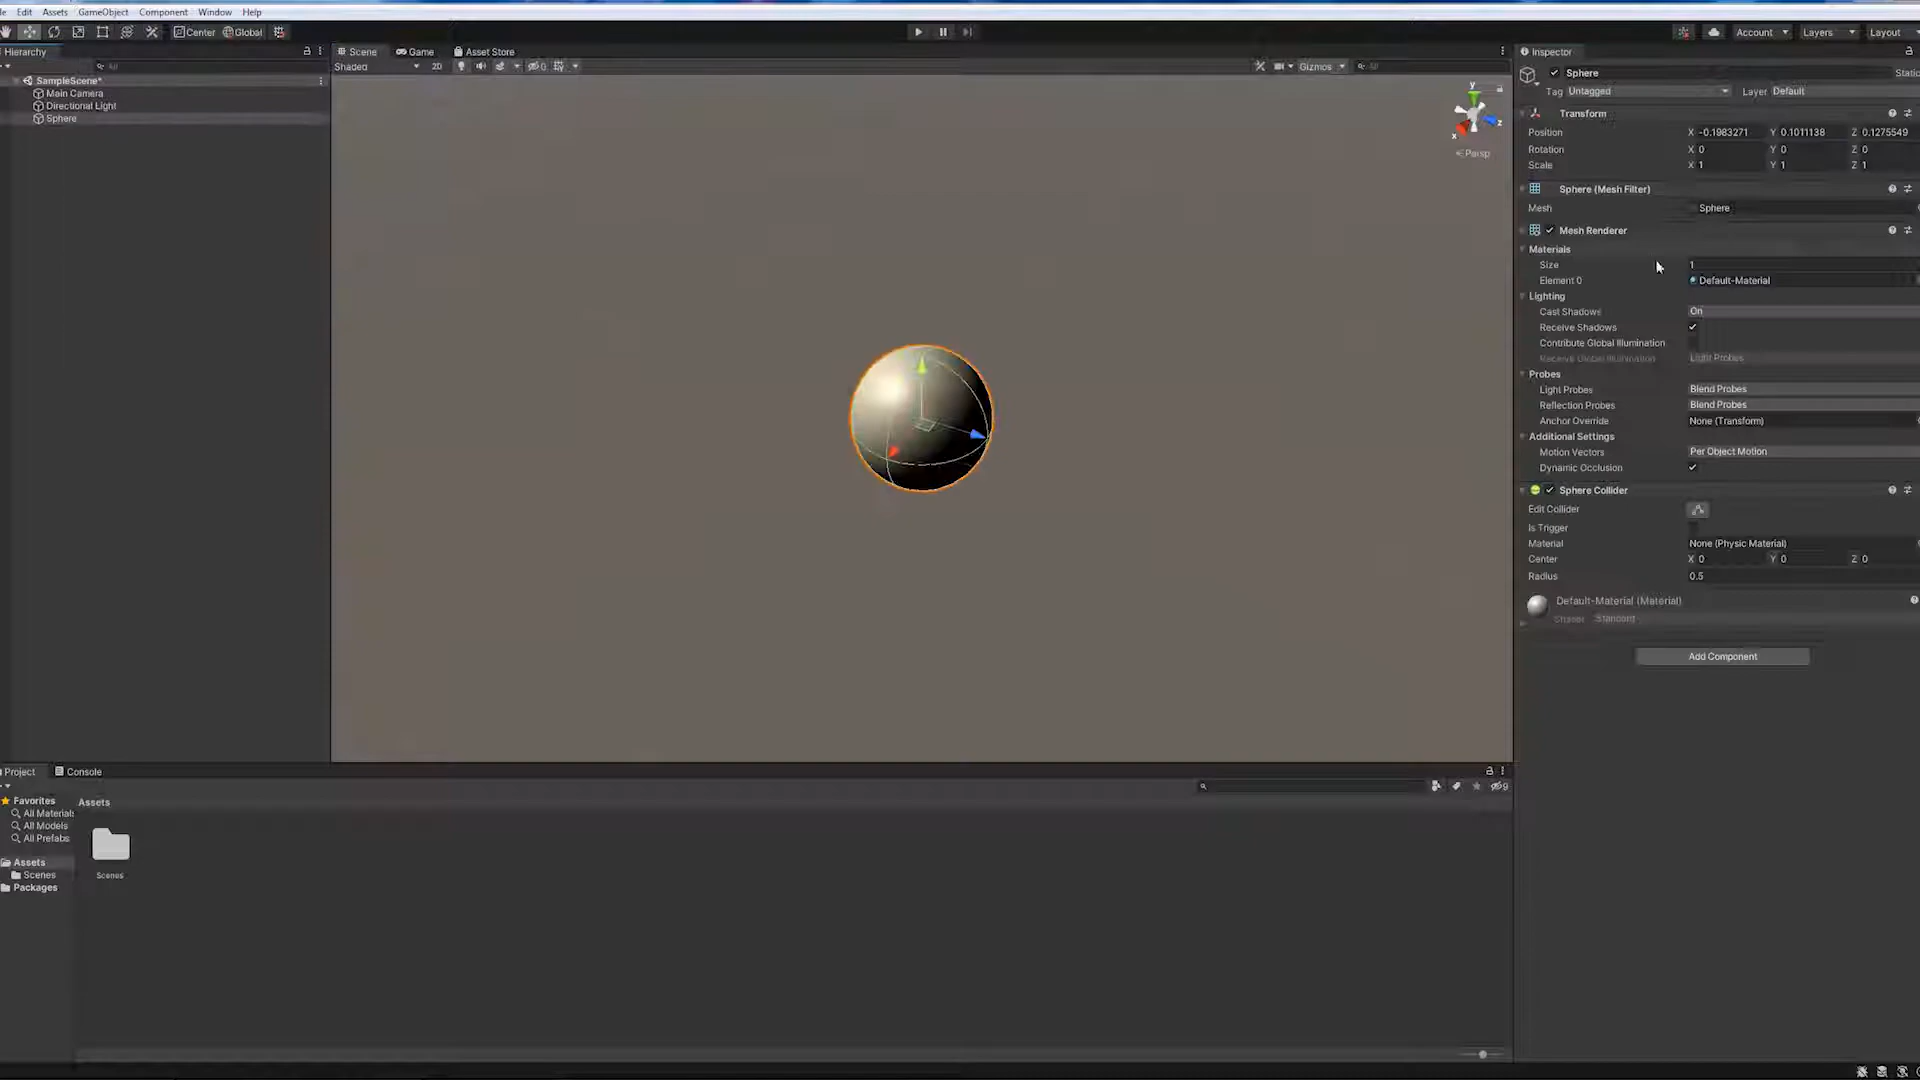 Edit Assets GameObject Component Window Help
Center Global
Account Layers Layout
Hierarchy
All
SampleScene*
Main Camera
Directional Light
Sphere
Scene Game Asset Store
Shaded 2D 0 Gizmos All
y
z
x
Persp
Inspector
Sphere Static
Tag Untagged Layer Default
Transform
Position X -0.1983271 Y 0.1011138 Z 0.1275549
Rotation X 0 Y 0 Z 0
Scale X 1 Y 1 Z 1
Sphere (Mesh Filter)
Mesh Sphere
Mesh Renderer
Materials
Size 1
Element 0 Default-Material
Lighting
Cast Shadows On
Receive Shadows
Contribute Global Illumination
Receive Global Illumination Light Probes
Probes
Light Probes Blend Probes
Reflection Probes Blend Probes
Anchor Override None (Transform)
Additional Settings
Motion Vectors Per Object Motion
Dynamic Occlusion
Sphere Collider
Edit Collider
Is Trigger
Material None (Physic Material)
Center X 0 Y 0 Z 0
Radius 0.5
Default-Material (Material)
Shader Standard
Add Component
Project Console
9
Favorites
All Materials
All Models
All Prefabs
Assets
Scenes
Packages
Assets
Scenes